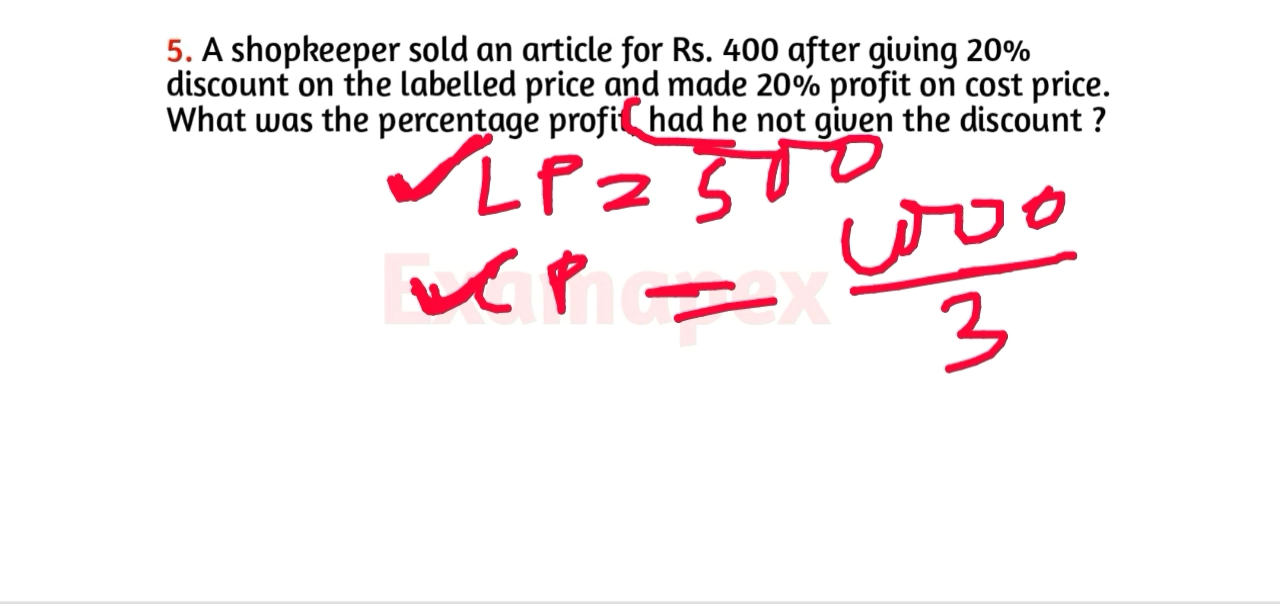 5. A shopkeeper sold an article for Rs. 400 after giving 20%
discount on the labelled price and made 20% profit on cost price.
What was the percentage profit had he not given the discount ?
LP = 500
CP = 1000
3
Examapex